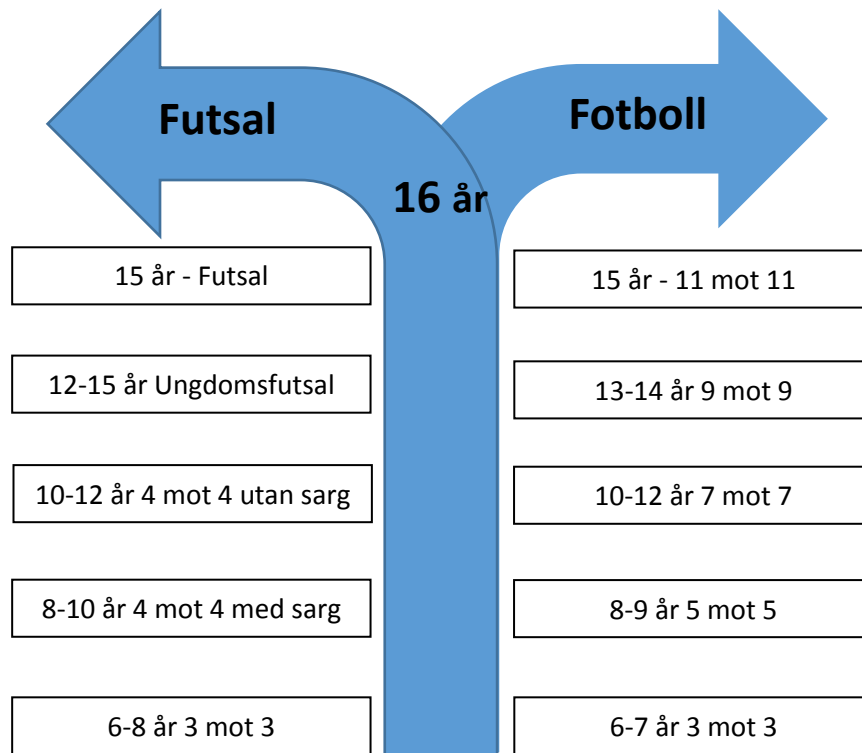 Futsal
Fotboll
16 år
15 år - Futsal
15 år - 11 mot 11
12-15 år Ungdomsfutsal
13-14 år 9 mot 9
10-12 år 4 mot 4 utan sarg
10-12 år 7 mot 7
8-10 år 4 mot 4 med sarg
8-9 år 5 mot 5
6-8 år 3 mot 3
6-7 år 3 mot 3